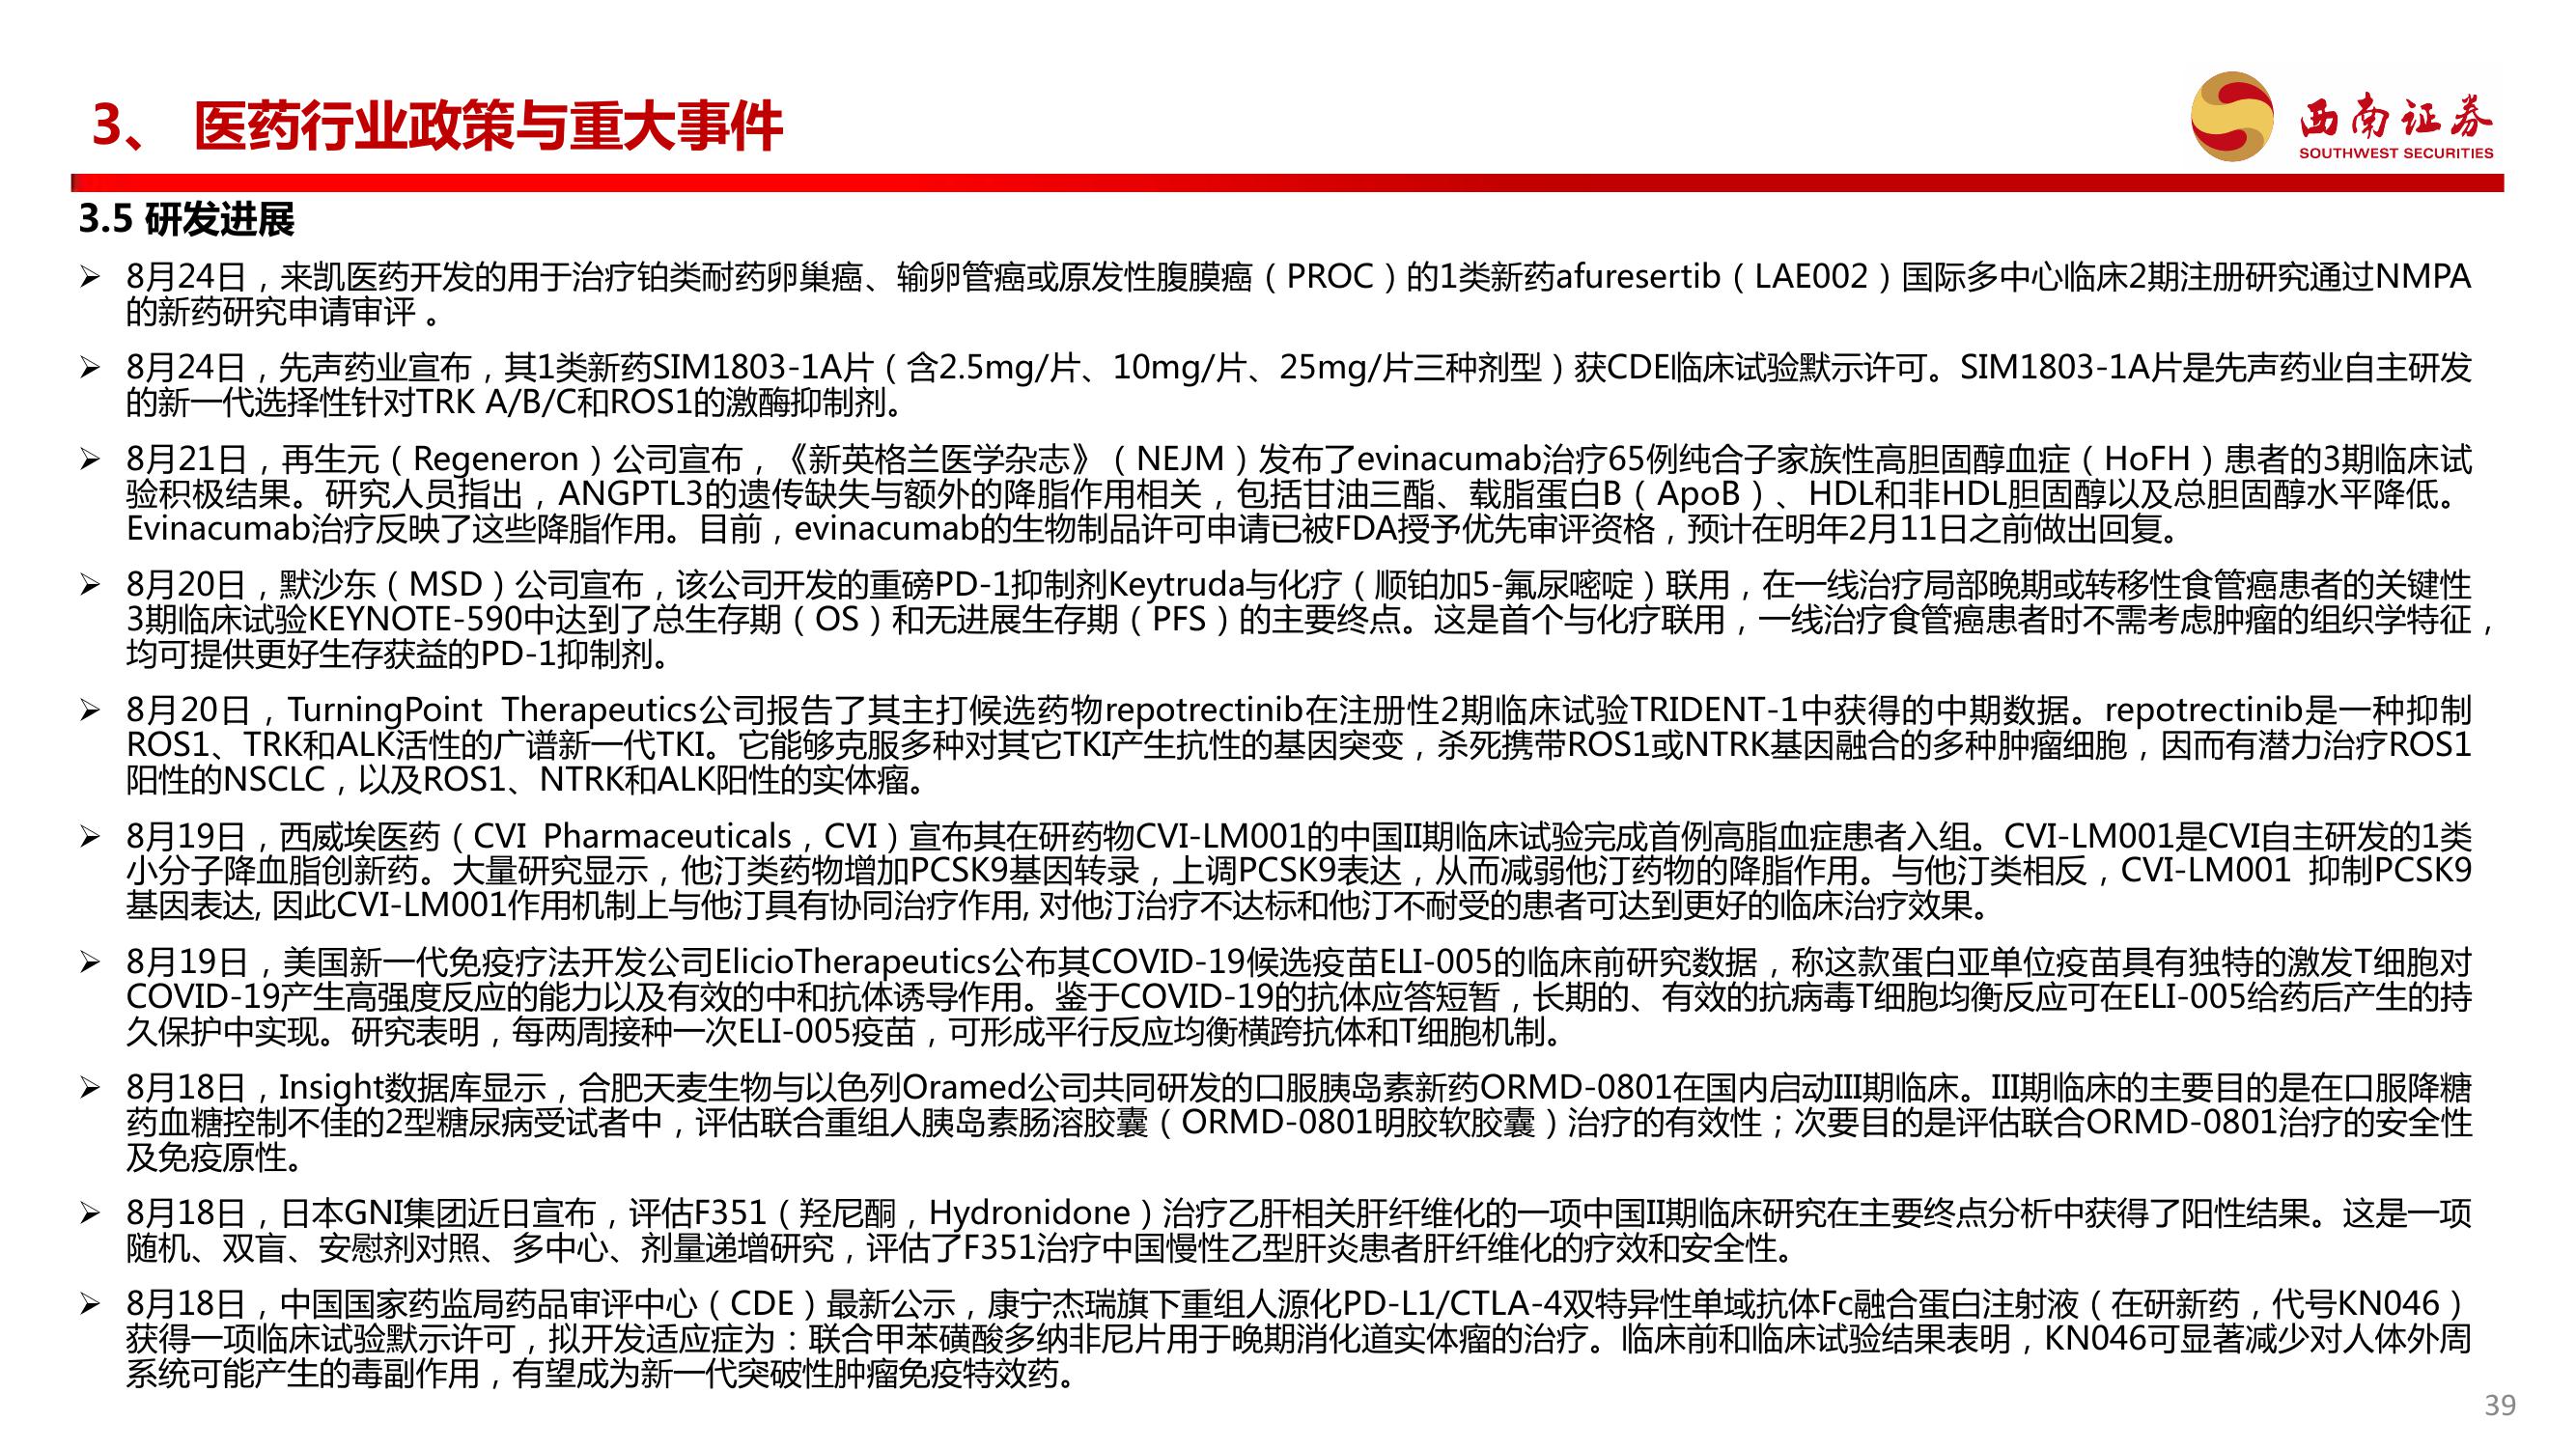 3、 医药行业政策与重大事件
西南证券
SOUTHWEST SECURITIES
3.5 研发进展
➢ 8月24日，来凯医药开发的用于治疗铂类耐药卵巢癌、输卵管癌或原发性腹膜癌（PROC）的1类新药afuresertib（LAE002）国际多中心临床2期注册研究通过NMPA
的新药研究申请审评 。
➢ 8月24日，先声药业宣布，其1类新药SIM1803-1A片（含2.5mg/片、10mg/片、25mg/片三种剂型）获CDE临床试验默示许可。SIM1803-1A片是先声药业自主研发
的新一代选择性针对TRK A/B/C和ROS1的激酶抑制剂。
➢ 8月21日，再生元（Regeneron）公司宣布，《新英格兰医学杂志》（NEJM）发布了evinacumab治疗65例纯合子家族性高胆固醇血症（HoFH）患者的3期临床试
验积极结果。研究人员指出，ANGPTL3的遗传缺失与额外的降脂作用相关，包括甘油三酯、载脂蛋白B（ApoB）、HDL和非HDL胆固醇以及总胆固醇水平降低。
Evinacumab治疗反映了这些降脂作用。目前，evinacumab的生物制品许可申请已被FDA授予优先审评资格，预计在明年2月11日之前做出回复。
➢ 8月20日，默沙东（MSD）公司宣布，该公司开发的重磅PD-1抑制剂Keytruda与化疗（顺铂加5-氟尿嘧啶）联用，在一线治疗局部晚期或转移性食管癌患者的关键性
3期临床试验KEYNOTE-590中达到了总生存期（OS）和无进展生存期（PFS）的主要终点。这是首个与化疗联用，一线治疗食管癌患者时不需考虑肿瘤的组织学特征，
均可提供更好生存获益的PD-1抑制剂。
➢ 8月20日，TurningPoint Therapeutics公司报告了其主打候选药物repotrectinib在注册性2期临床试验TRIDENT-1中获得的中期数据。repotrectinib是一种抑制
ROS1、TRK和ALK活性的广谱新一代TKI。它能够克服多种对其它TKI产生抗性的基因突变，杀死携带ROS1或NTRK基因融合的多种肿瘤细胞，因而有潜力治疗ROS1
阳性的NSCLC，以及ROS1、NTRK和ALK阳性的实体瘤。
➢ 8月19日，西威埃医药（CVI Pharmaceuticals，CVI）宣布其在研药物CVI-LM001的中国II期临床试验完成首例高脂血症患者入组。CVI-LM001是CVI自主研发的1类
小分子降血脂创新药。大量研究显示，他汀类药物增加PCSK9基因转录，上调PCSK9表达，从而减弱他汀药物的降脂作用。与他汀类相反，CVI-LM001 抑制PCSK9
基因表达, 因此CVI-LM001作用机制上与他汀具有协同治疗作用, 对他汀治疗不达标和他汀不耐受的患者可达到更好的临床治疗效果。
➢ 8月19日，美国新一代免疫疗法开发公司ElicioTherapeutics公布其COVID-19候选疫苗ELI-005的临床前研究数据，称这款蛋白亚单位疫苗具有独特的激发T细胞对
COVID-19产生高强度反应的能力以及有效的中和抗体诱导作用。鉴于COVID-19的抗体应答短暂，长期的、有效的抗病毒T细胞均衡反应可在ELI-005给药后产生的持
久保护中实现。研究表明，每两周接种一次ELI-005疫苗，可形成平行反应均衡横跨抗体和T细胞机制。
➢ 8月18日，Insight数据库显示，合肥天麦生物与以色列Oramed公司共同研发的口服胰岛素新药ORMD-0801在国内启动III期临床。III期临床的主要目的是在口服降糖
药血糖控制不佳的2型糖尿病受试者中，评估联合重组人胰岛素肠溶胶囊（ORMD-0801明胶软胶囊）治疗的有效性；次要目的是评估联合ORMD-0801治疗的安全性
及免疫原性。
➢ 8月18日，日本GNI集团近日宣布，评估F351（羟尼酮，Hydronidone）治疗乙肝相关肝纤维化的一项中国II期临床研究在主要终点分析中获得了阳性结果。这是一项
随机、双盲、安慰剂对照、多中心、剂量递增研究，评估了F351治疗中国慢性乙型肝炎患者肝纤维化的疗效和安全性。
➢ 8月18日，中国国家药监局药品审评中心（CDE）最新公示，康宁杰瑞旗下重组人源化PD-L1/CTLA-4双特异性单域抗体Fc融合蛋白注射液（在研新药，代号KN046）
获得一项临床试验默示许可，拟开发适应症为：联合甲苯磺酸多纳非尼片用于晚期消化道实体瘤的治疗。临床前和临床试验结果表明，KN046可显著减少对人体外周
系统可能产生的毒副作用，有望成为新一代突破性肿瘤免疫特效药。
39